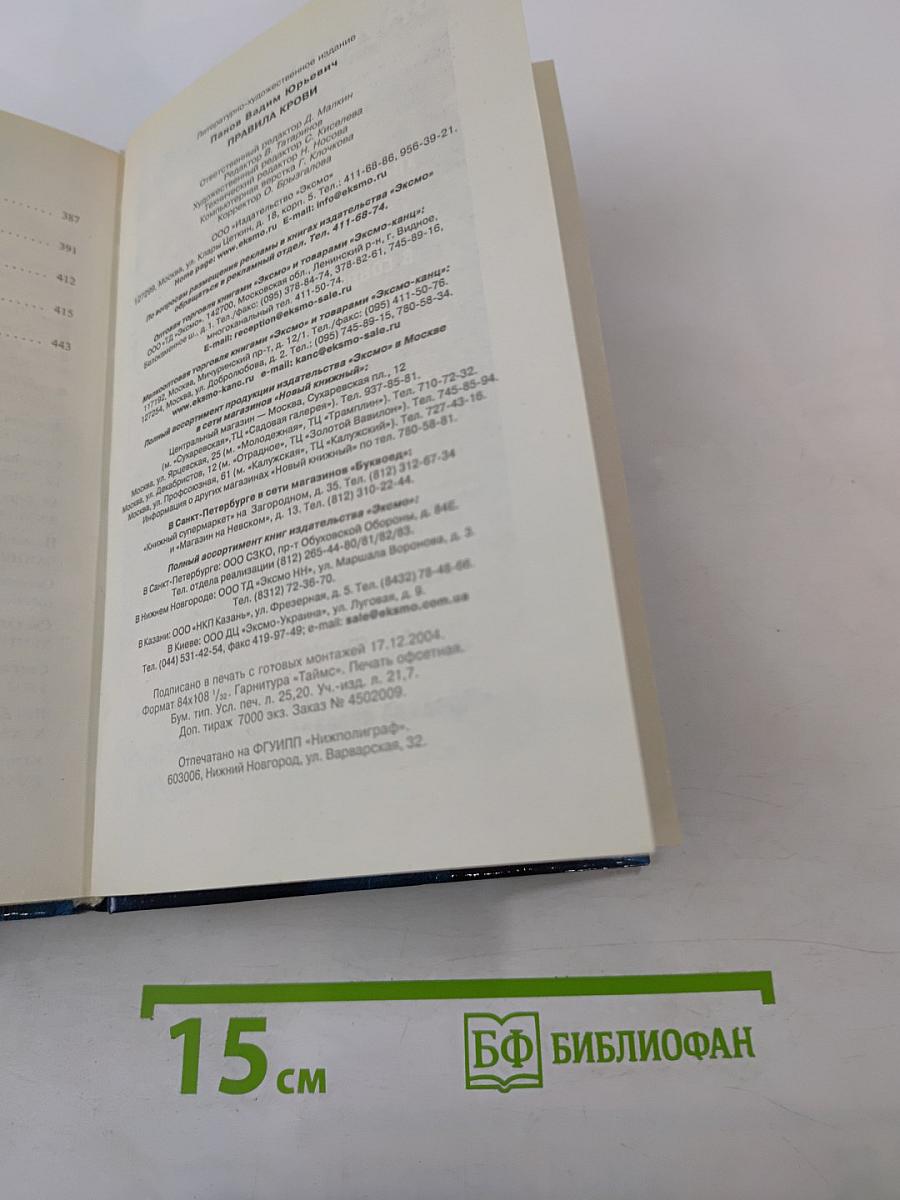 387
391
412
415
443
Литературно-художественное издание
Панов Вадим Юрьевич
ПРАВИЛА КРОВИ
Ответственный редактор Д. Малкин
Редактор В. Татаринов
Художественный редактор С. Киселева
Технический редактор Н. Носова
Компьютерная верстка Г. Клочкова
Корректор О. Брызгалова
ООО «Издательство «Эксмо»
127299, Москва, ул. Клары Цеткин, д. 18, корп. 5. Тел.: 411-68-86, 956-39-21.
Home page: www.eksmo.ru E-mail: info@eksmo.ru
По вопросам размещения рекламы в книгах издательства «Эксмо»
обращаться в рекламный отдел. Тел. 411-68-74.
Оптовая торговля книгами «Эксмо» и товарами «Эксмо-канц»:
ООО «ТД «Эксмо». 142700, Московская обл., Ленинский р-н, г. Видное,
Белокаменное ш., д. 1. Тел./факс: (095) 378-84-74, 378-82-61, 745-89-16,
многоканальный тел. 411-50-74.
E-mail: reception@eksmo-sale.ru
Мелкооптовая торговля книгами «Эксмо» и товарами «Эксмо-канц»:
117192, Москва, Мичуринский пр-т, д. 12/1. Тел./факс: (095) 411-50-76.
127254, Москва, ул. Добролюбова, д. 2. Тел.: (095) 745-89-15, 780-58-34.
www.eksmo-kanc.ru e-mail: kanc@eksmo-sale.ru
Полный ассортимент продукции издательства «Эксмо» в Москве
в сети магазинов «Новый книжный»:
Центральный магазин — Москва, Сухаревская пл., 12
(м. «Сухаревская», ТЦ «Садовая галерея»). Тел. 937-85-81.
Москва, ул. Ярцевская, 25 (м. «Молодежная», ТЦ «Трамплин»). Тел. 710-72-32.
Москва, ул. Декабристов, 12 (м. «Отрадное», ТЦ «Золотой Вавилон»). Тел. 745-85-94.
Москва, ул. Профсоюзная, 61 (м. «Калужская», ТЦ «Калужский»). Тел. 727-43-16.
Информация о других магазинах «Новый книжный» по тел. 780-58-81.
В Санкт-Петербурге в сети магазинов «Буквоед»:
«Книжный супермаркет» на Загородном, д. 35. Тел. (812) 312-67-34
и «Магазин на Невском», д. 13. Тел. (812) 310-22-44.
Полный ассортимент книг издательства «Эксмо»:
В Санкт-Петербурге: ООО СЗКО, пр-т Обуховской Обороны, д. 84Е.
Тел. отдела реализации (812) 265-44-80/81/82/83.
В Нижнем Новгороде: ООО ТД «Эксмо НН», ул. Маршала Воронова, д. 3.
Тел. (8312) 72-36-70.
В Казани: ООО «НКП Казань», ул. Фрезерная, д. 5. Тел. (8432) 78-48-66.
В Киеве: ООО ДЦ «Эксмо-Украина», ул. Луговая, д. 9.
Тел. (044) 531-42-54, факс 419-97-49; e-mail: sale@eksmo.com.ua
Подписано в печать с готовых монтажей 17.12.2004.
Формат 84x108 1/32. Гарнитура «Таймс». Печать офсетная.
Бум. тип. Усл. печ. л. 25,20. Уч.-изд. л. 21,7.
Доп. тираж 7000 экз. Заказ № 4502009.
Отпечатано на ФГУИПП «Нижполиграф».
603006, Нижний Новгород, ул. Варварская, 32.
15 см
БФ БИБЛИОФАН